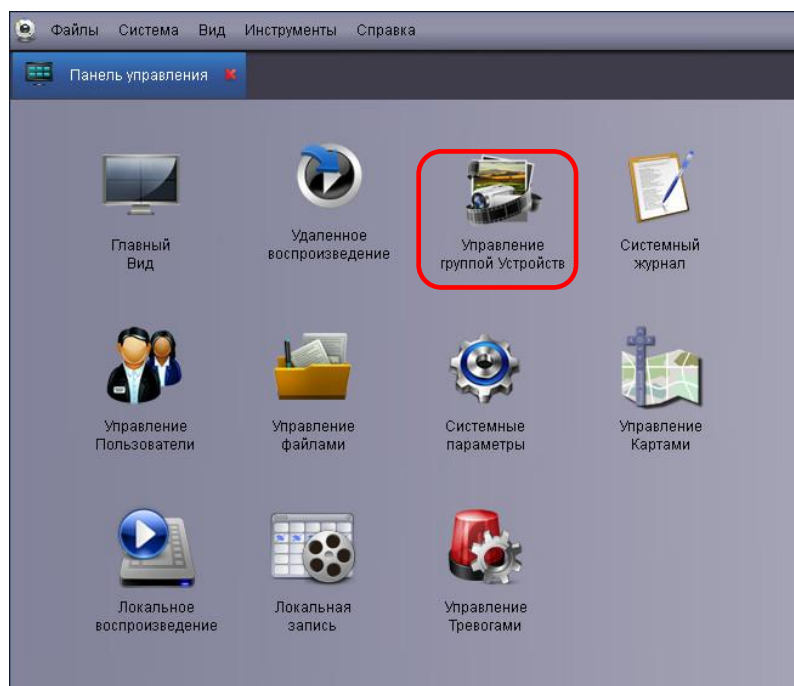 Файлы Система Вид Инструменты Справка
Панель управления
Главный
Вид
Удаленное
воспроизведение
Управление
группой Устройств
Системный
журнал
Управление
Пользователи
Управление
файлами
Системные
параметры
Управление
Картами
Локальное
воспроизведение
Локальная
запись
Управление
Тревогами